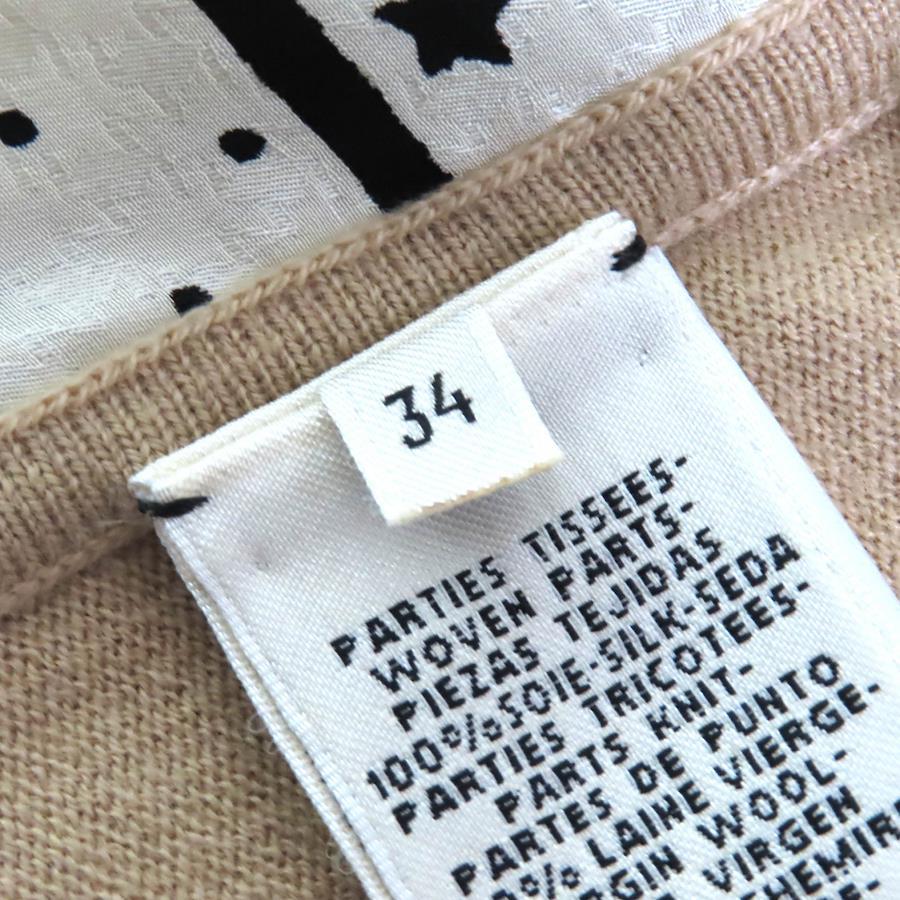 34
PARTIES TISSEES-
WOVEN PARTS-
PIEZAS TEJIDAS
100%SOIE-SILK-SEDA
PARTIES TRICOTEES-
PARTS KNIT-
PARTES DE PUNTO
% LAINE VIERGE-
WOOL-
VIRGEN